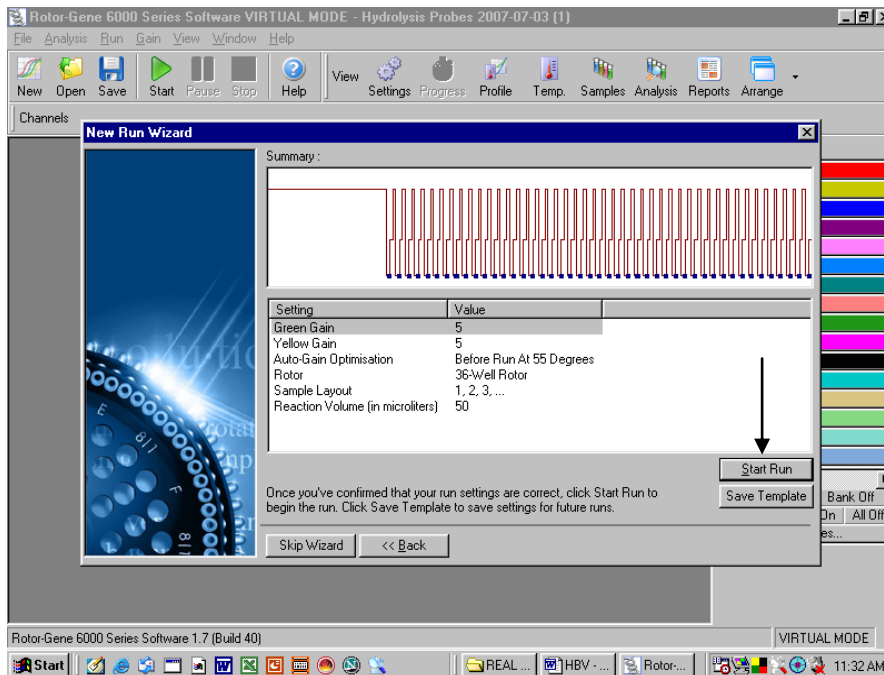 Rotor-Gene 6000 Series Software VIRTUAL MODE - Hydrolysis Probes 2007-07-03 (1)
File Analysis Run Gain View Window Help
New Open Save Start Pause Stop Help View Settings Progress Profile Temp. Samples Analysis Reports Arrange
Channels
New Run Wizard
Summary :
Setting Value
Green Gain 5
Yellow Gain 5
Auto-Gain Optimisation Before Run At 55 Degrees
Rotor 36-Well Rotor
Sample Layout 1, 2, 3, ...
Reaction Volume (in microliters) 50
Start Run
Once you've confirmed that your run settings are correct, click Start Run to
begin the run. Click Save Template to save settings for future runs.
Save Template
Bank Off
On All Off
es...
Skip Wizard << Back
Rotor-Gene 6000 Series Software 1.7 (Build 40) VIRTUAL MODE
Start REAL ... HBV - ... Rotor-... 11:32 AM